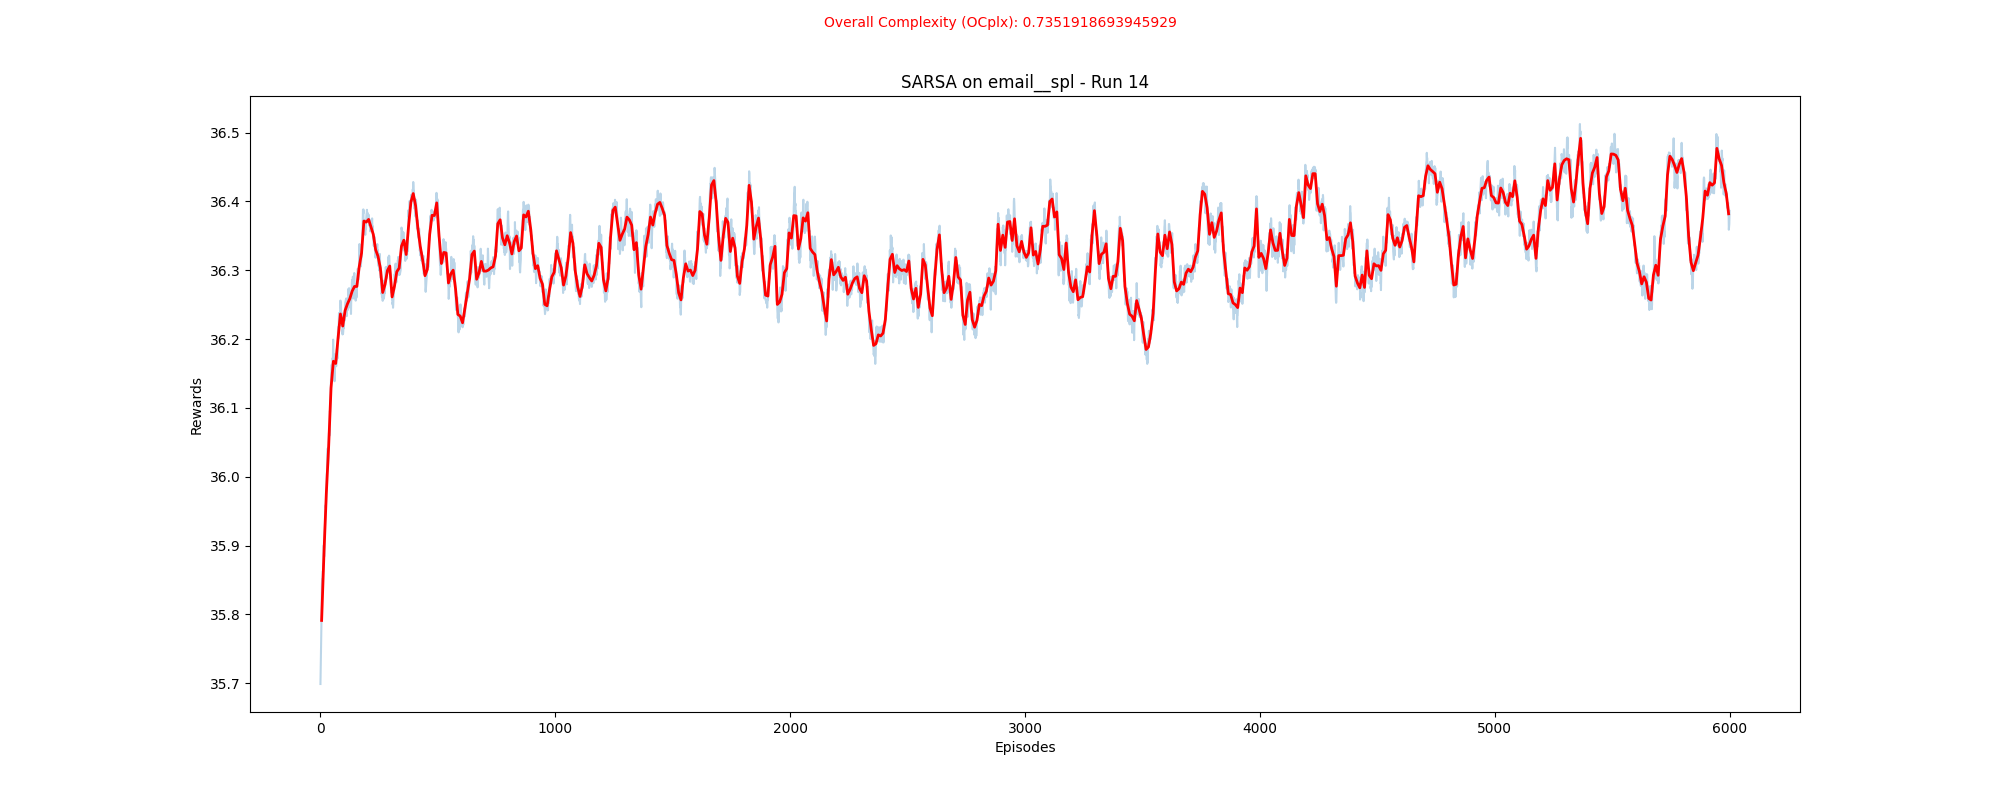 Overall Complexity (OCplx): 0.7351918693945929
SARSA on email__spl - Run 14
36.5
36.4
36.3
36.2
36.1
36.0
35.9
35.8
35.7
Rewards
0 1000 2000 3000 4000 5000 6000
Episodes